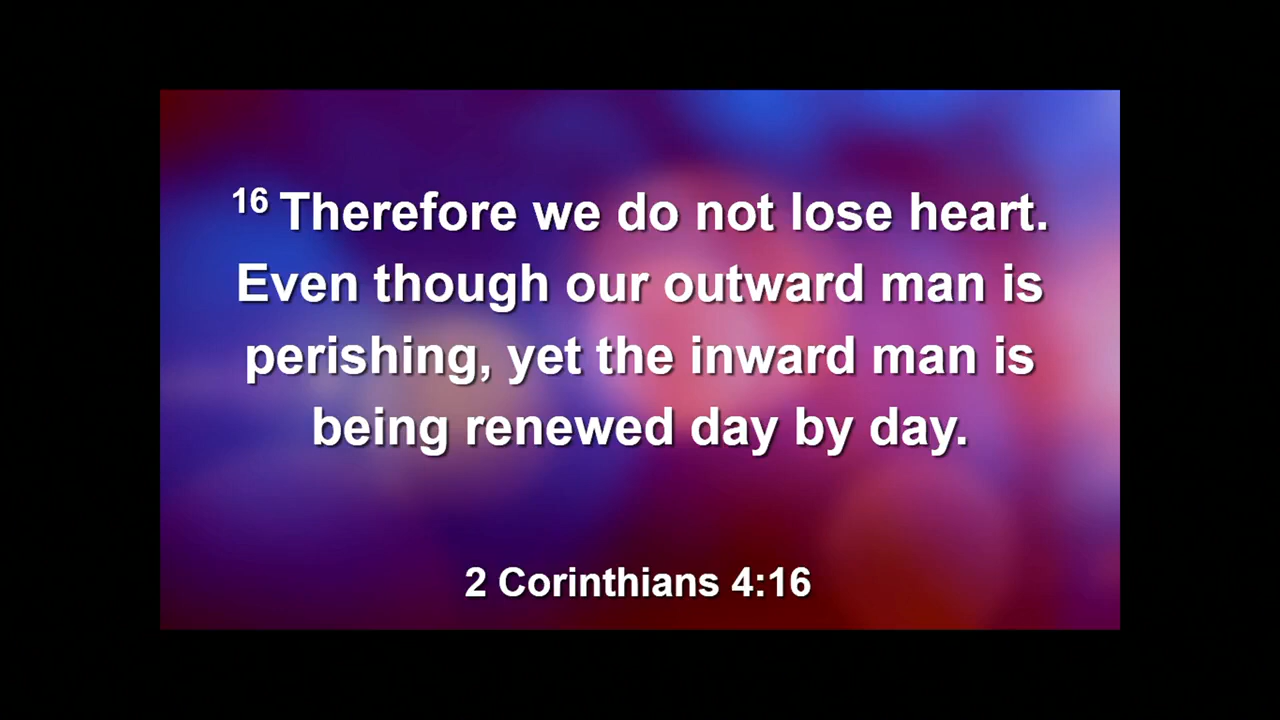 16 Therefore we do not lose heart.
Even though our outward man is
perishing, yet the inward man is
being renewed day by day.
2 Corinthians 4:16